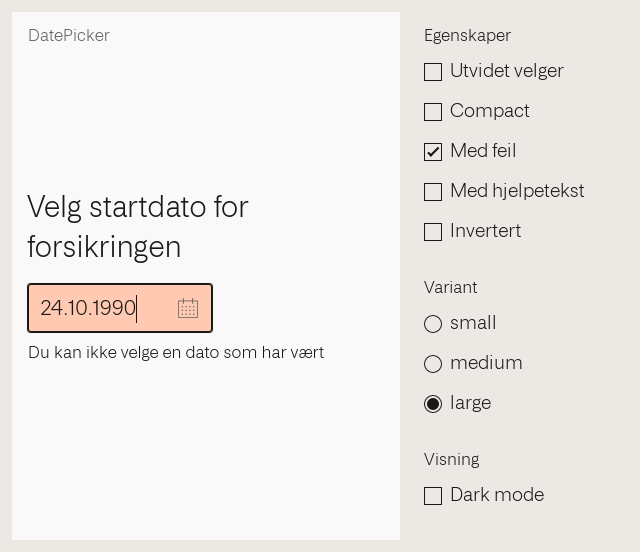 DatePicker
Velg startdato for
forsikringen
24.10.1990
Du kan ikke velge en dato som har vært
Egenskaper
Utvidet velger
Compact
Med feil
Med hjelpetekst
Invertert
Variant
small
medium
large
Visning
Dark mode